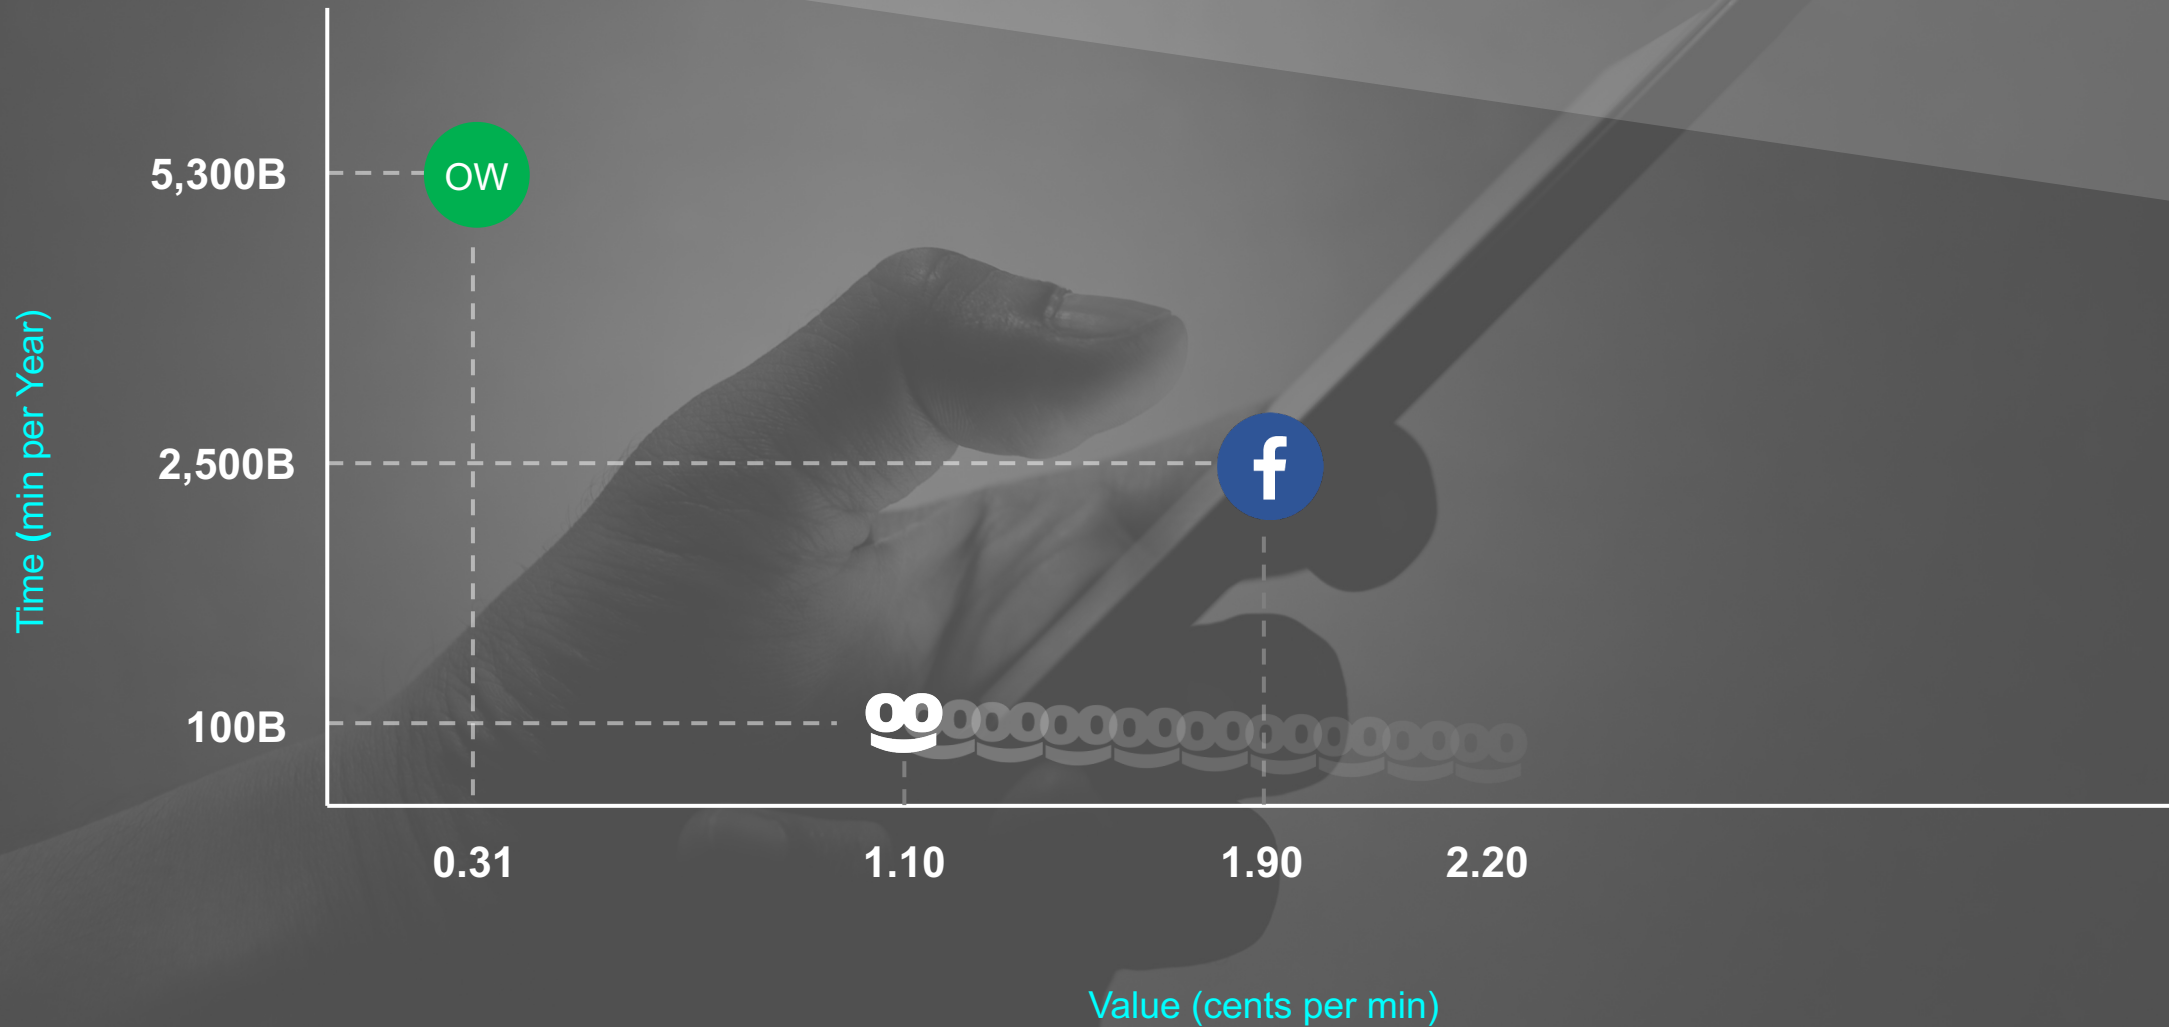 5,300B
OW
Time (min per Year)
2,500B
f
100B
0.31
1.10
1.90
2.20
Value (cents per min)